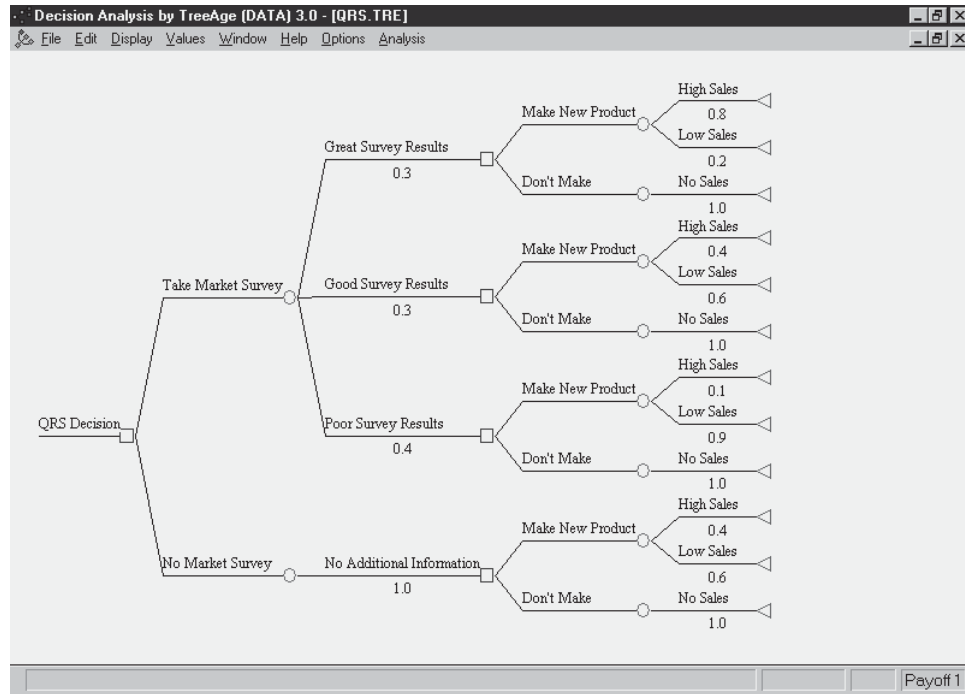 Decision Analysis by TreeAge (DATA) 3.0 - [QRS.TRE]
File Edit Display Values Window Help Options Analysis
High Sales
0.8
Make New Product
Low Sales
0.2
Great Survey Results
0.3
Don't Make
No Sales
1.0
High Sales
0.4
Make New Product
Low Sales
0.6
Take Market Survey
Good Survey Results
0.3
Don't Make
No Sales
1.0
High Sales
0.1
Make New Product
Low Sales
0.9
QRS Decision
Poor Survey Results
0.4
Don't Make
No Sales
1.0
High Sales
0.4
Make New Product
Low Sales
0.6
No Market Survey
No Additional Information
1.0
Don't Make
No Sales
1.0
Payoff 1